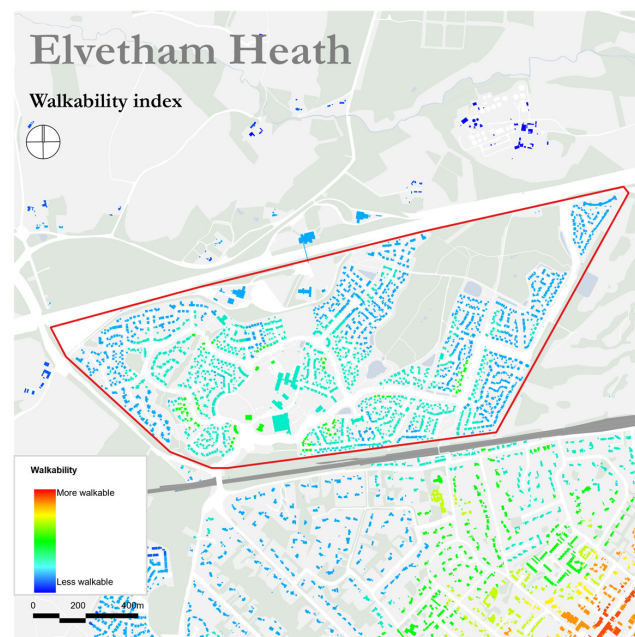 Elvetham Heath
Walkability index
Walkability
More walkable
Less walkable
0 200 400m